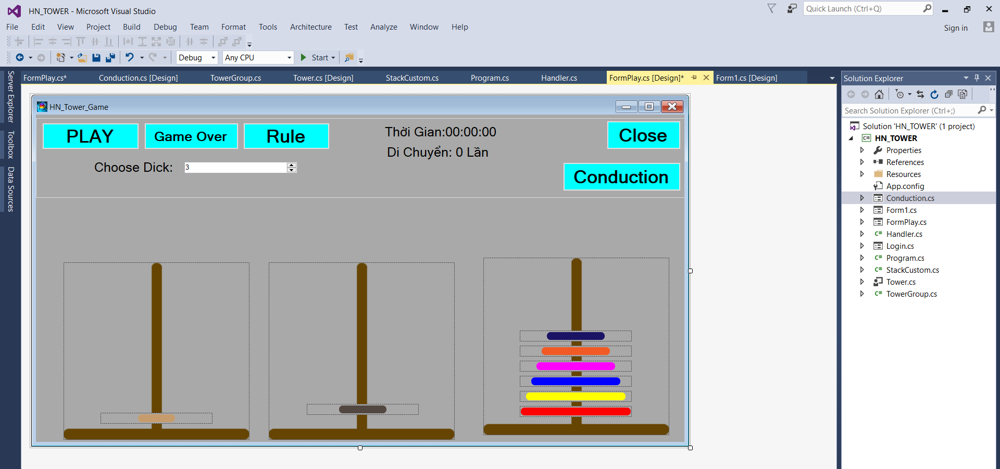 HN_TOWER - Microsoft Visual Studio
Quick Launch (Ctrl+Q)
File Edit View Project Build Debug Team Format Tools Architecture Test Analyze Window Help
Sign in
Debug Any CPU Start
Server Explorer
Toolbox
Data Sources
FormPlay.cs* Conduction.cs [Design] TowerGroup.cs Tower.cs [Design] StackCustom.cs Program.cs Handler.cs FormPlay.cs [Design]* Form1.cs [Design]
HN_Tower_Game
PLAY Game Over Rule
Thời Gian:00:00:00
Close
Di Chuyển: 0 Lần
Choose Dick: 3
Conduction
Solution Explorer
Search Solution Explorer (Ctrl+;)
Solution 'HN_TOWER' (1 project)
C# HN_TOWER
Properties
References
Resources
App.config
Conduction.cs
Form1.cs
FormPlay.cs
C# Handler.cs
Login.cs
C# Program.cs
C# StackCustom.cs
Tower.cs
C# TowerGroup.cs